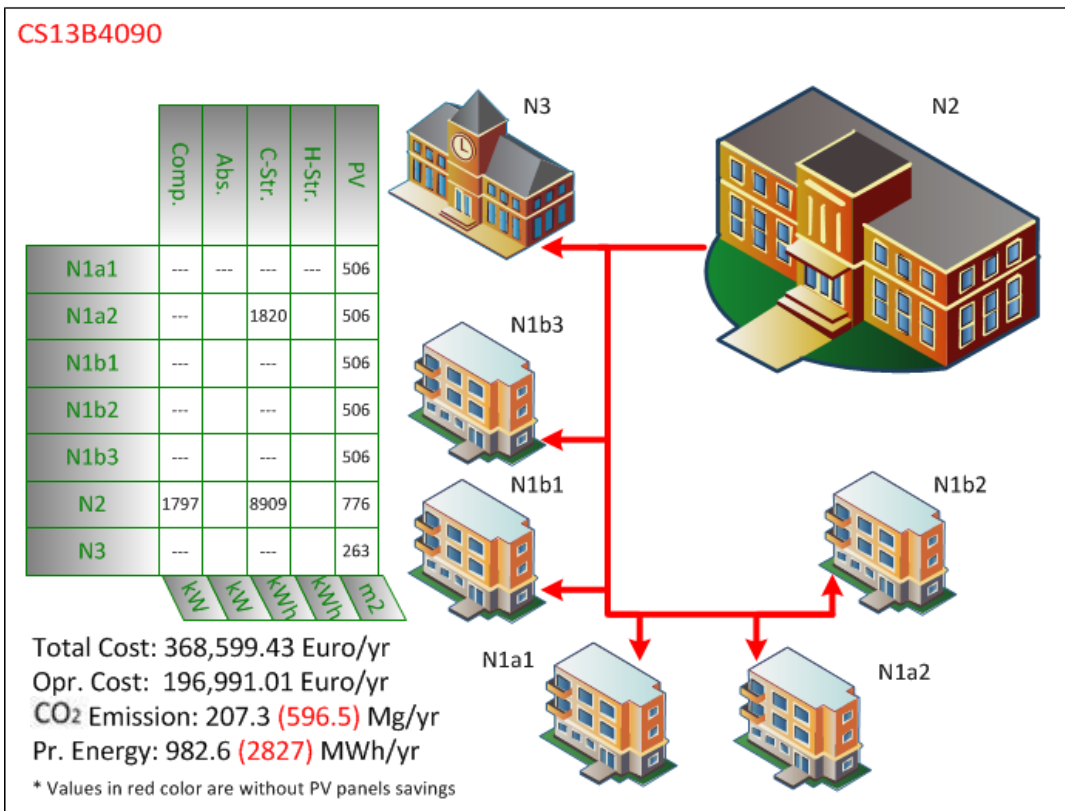 CS13B4090
N3
N2
Comp. Abs. C-Str. H-Str. PV
N1a1 --- --- --- --- 506
N1a2 --- 1820 506
N1b3
N1b1 --- --- 506
N1b2 --- --- 506
N1b3 --- --- 506
N1b1
N1b2
N2 1797 8909 776
N3 --- --- 263
kW kW kWh kWh m2
Total Cost: 368,599.43 Euro/yr
N1a1
N1a2
Opr. Cost: 196,991.01 Euro/yr
CO2 Emission: 207.3 (596.5) Mg/yr
Pr. Energy: 982.6 (2827) MWh/yr
* Values in red color are without PV panels savings